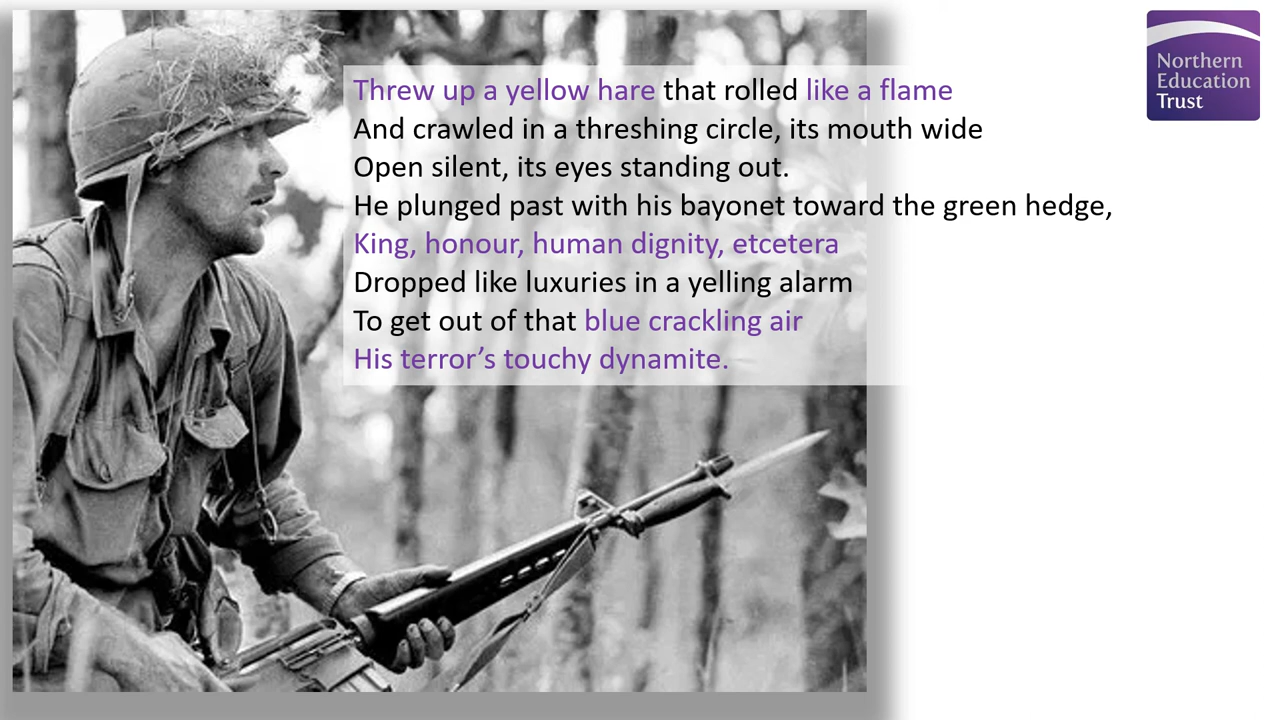 Threw up a yellow hare that rolled like a flame
And crawled in a threshing circle, its mouth wide
Open silent, its eyes standing out.
He plunged past with his bayonet toward the green hedge,
King, honour, human dignity, etcetera
Dropped like luxuries in a yelling alarm
To get out of that blue crackling air
His terror’s touchy dynamite.
Northern
Education
Trust